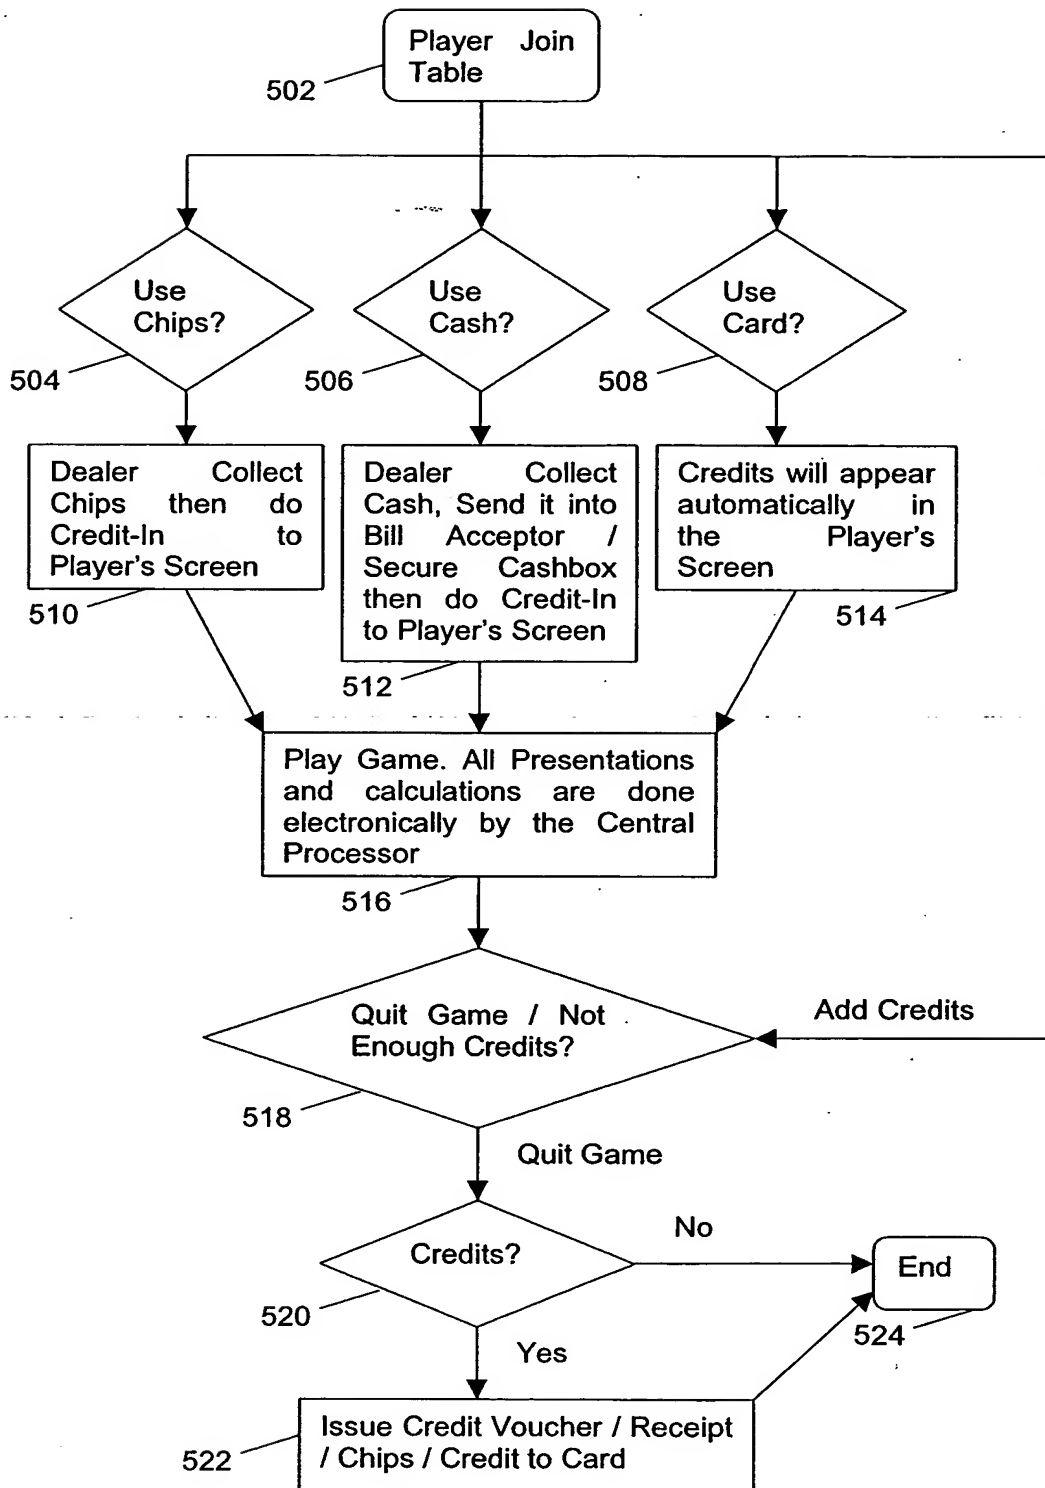 Player Join
Table
502
Use
Chips?
504
Use
Cash?
506
Use
Card?
508
Dealer Collect
Chips then do
Credit-In to
Player's Screen
510
Dealer Collect
Cash, Send it into
Bill Acceptor /
Secure Cashbox
then do Credit-In
to Player's Screen
512
Credits will appear
automatically in
the Player's
Screen
514
Play Game. All Presentations
and calculations are done
electronically by the Central
Processor
516
Quit Game / Not
Enough Credits?
518
Add Credits
Quit Game
Credits?
520
No
End
524
Yes
Issue Credit Voucher / Receipt
/ Chips / Credit to Card
522